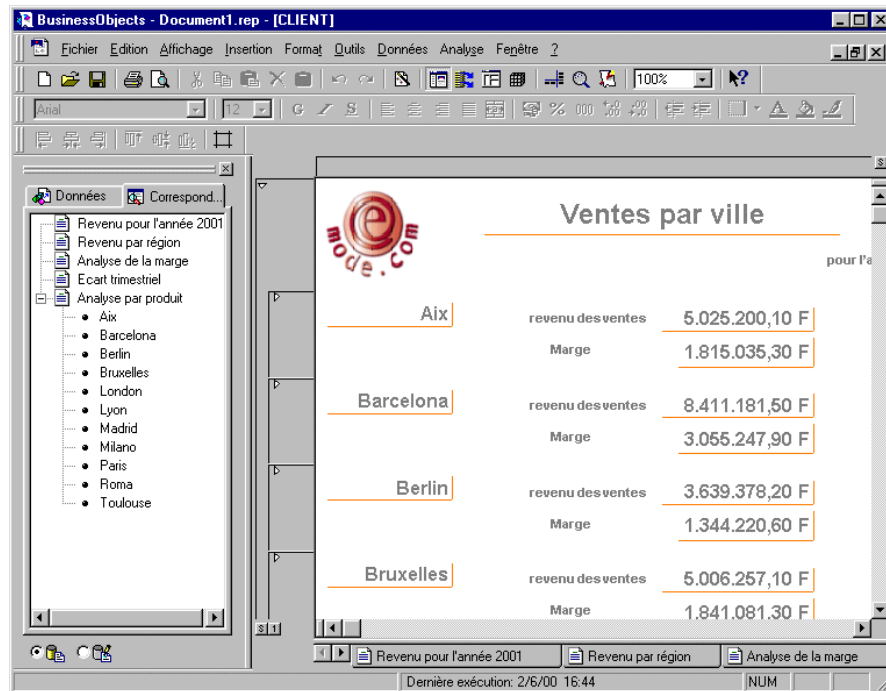 BusinessObjects - Document1.rep - [CLIENT]
Fichier Edition Affichage Insertion Format Outils Données Analyse Fenêtre ?
100%
Arial 12 G I S % 000
Données Correspond...
Revenu pour l'année 2001
Revenu par région
Analyse de la marge
Ecart trimestriel
Analyse par produit
Aix
Barcelona
Berlin
Bruxelles
London
Lyon
Madrid
Milano
Paris
Roma
Toulouse
S 1
S
e
mode.com
Ventes par ville
pour l'a
Aix revenu des ventes 5.025.200,10 F
Marge 1.815.035,30 F
Barcelona revenu des ventes 8.411.181,50 F
Marge 3.055.247,90 F
Berlin revenu des ventes 3.639.378,20 F
Marge 1.344.220,60 F
Bruxelles revenu des ventes 5.006.257,10 F
Marge 1.841.081,30 F
Revenu pour l'année 2001 Revenu par région Analyse de la marge
Dernière exécution: 2/6/00 16:44 NUM